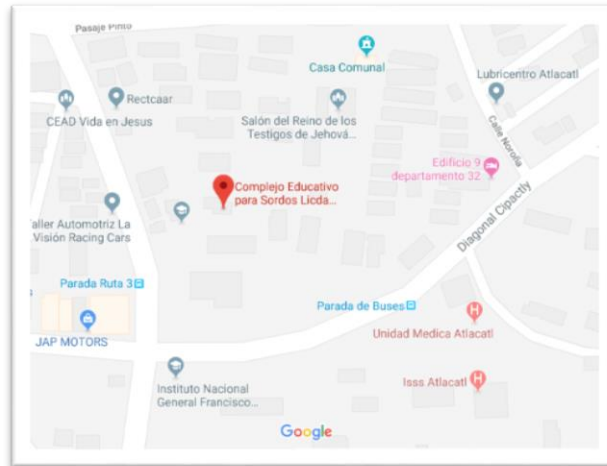 Pasaje Pinto
Casa Comunal
Lubricentro Atlacatl
Rectcaar
CEAD Vida en Jesus
Salón del Reino de los
Testigos de Jehová...
Calle Noroña
Edificio 9
departamento 32
Complejo Educativo
para Sordos Licda...
Taller Automotriz La
Visión Racing Cars
Diagonal Cipactly
Parada Ruta 3
Parada de Buses
Unidad Medica Atlacatl
JAP MOTORS
Isss Atlacatl
Instituto Nacional
General Francisco...
Google